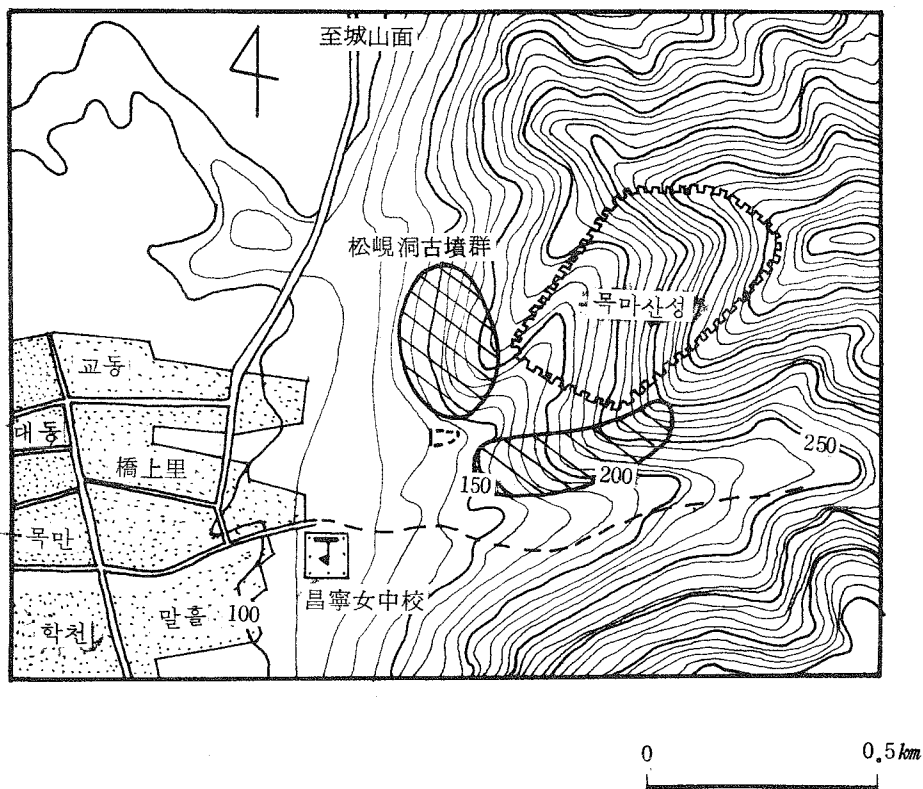 至城山面
松峴洞古墳群
목마산성
교동
대동
橋上里
250
150
200
목만
昌寧女中校
100
말흘
학천
0
0.5km